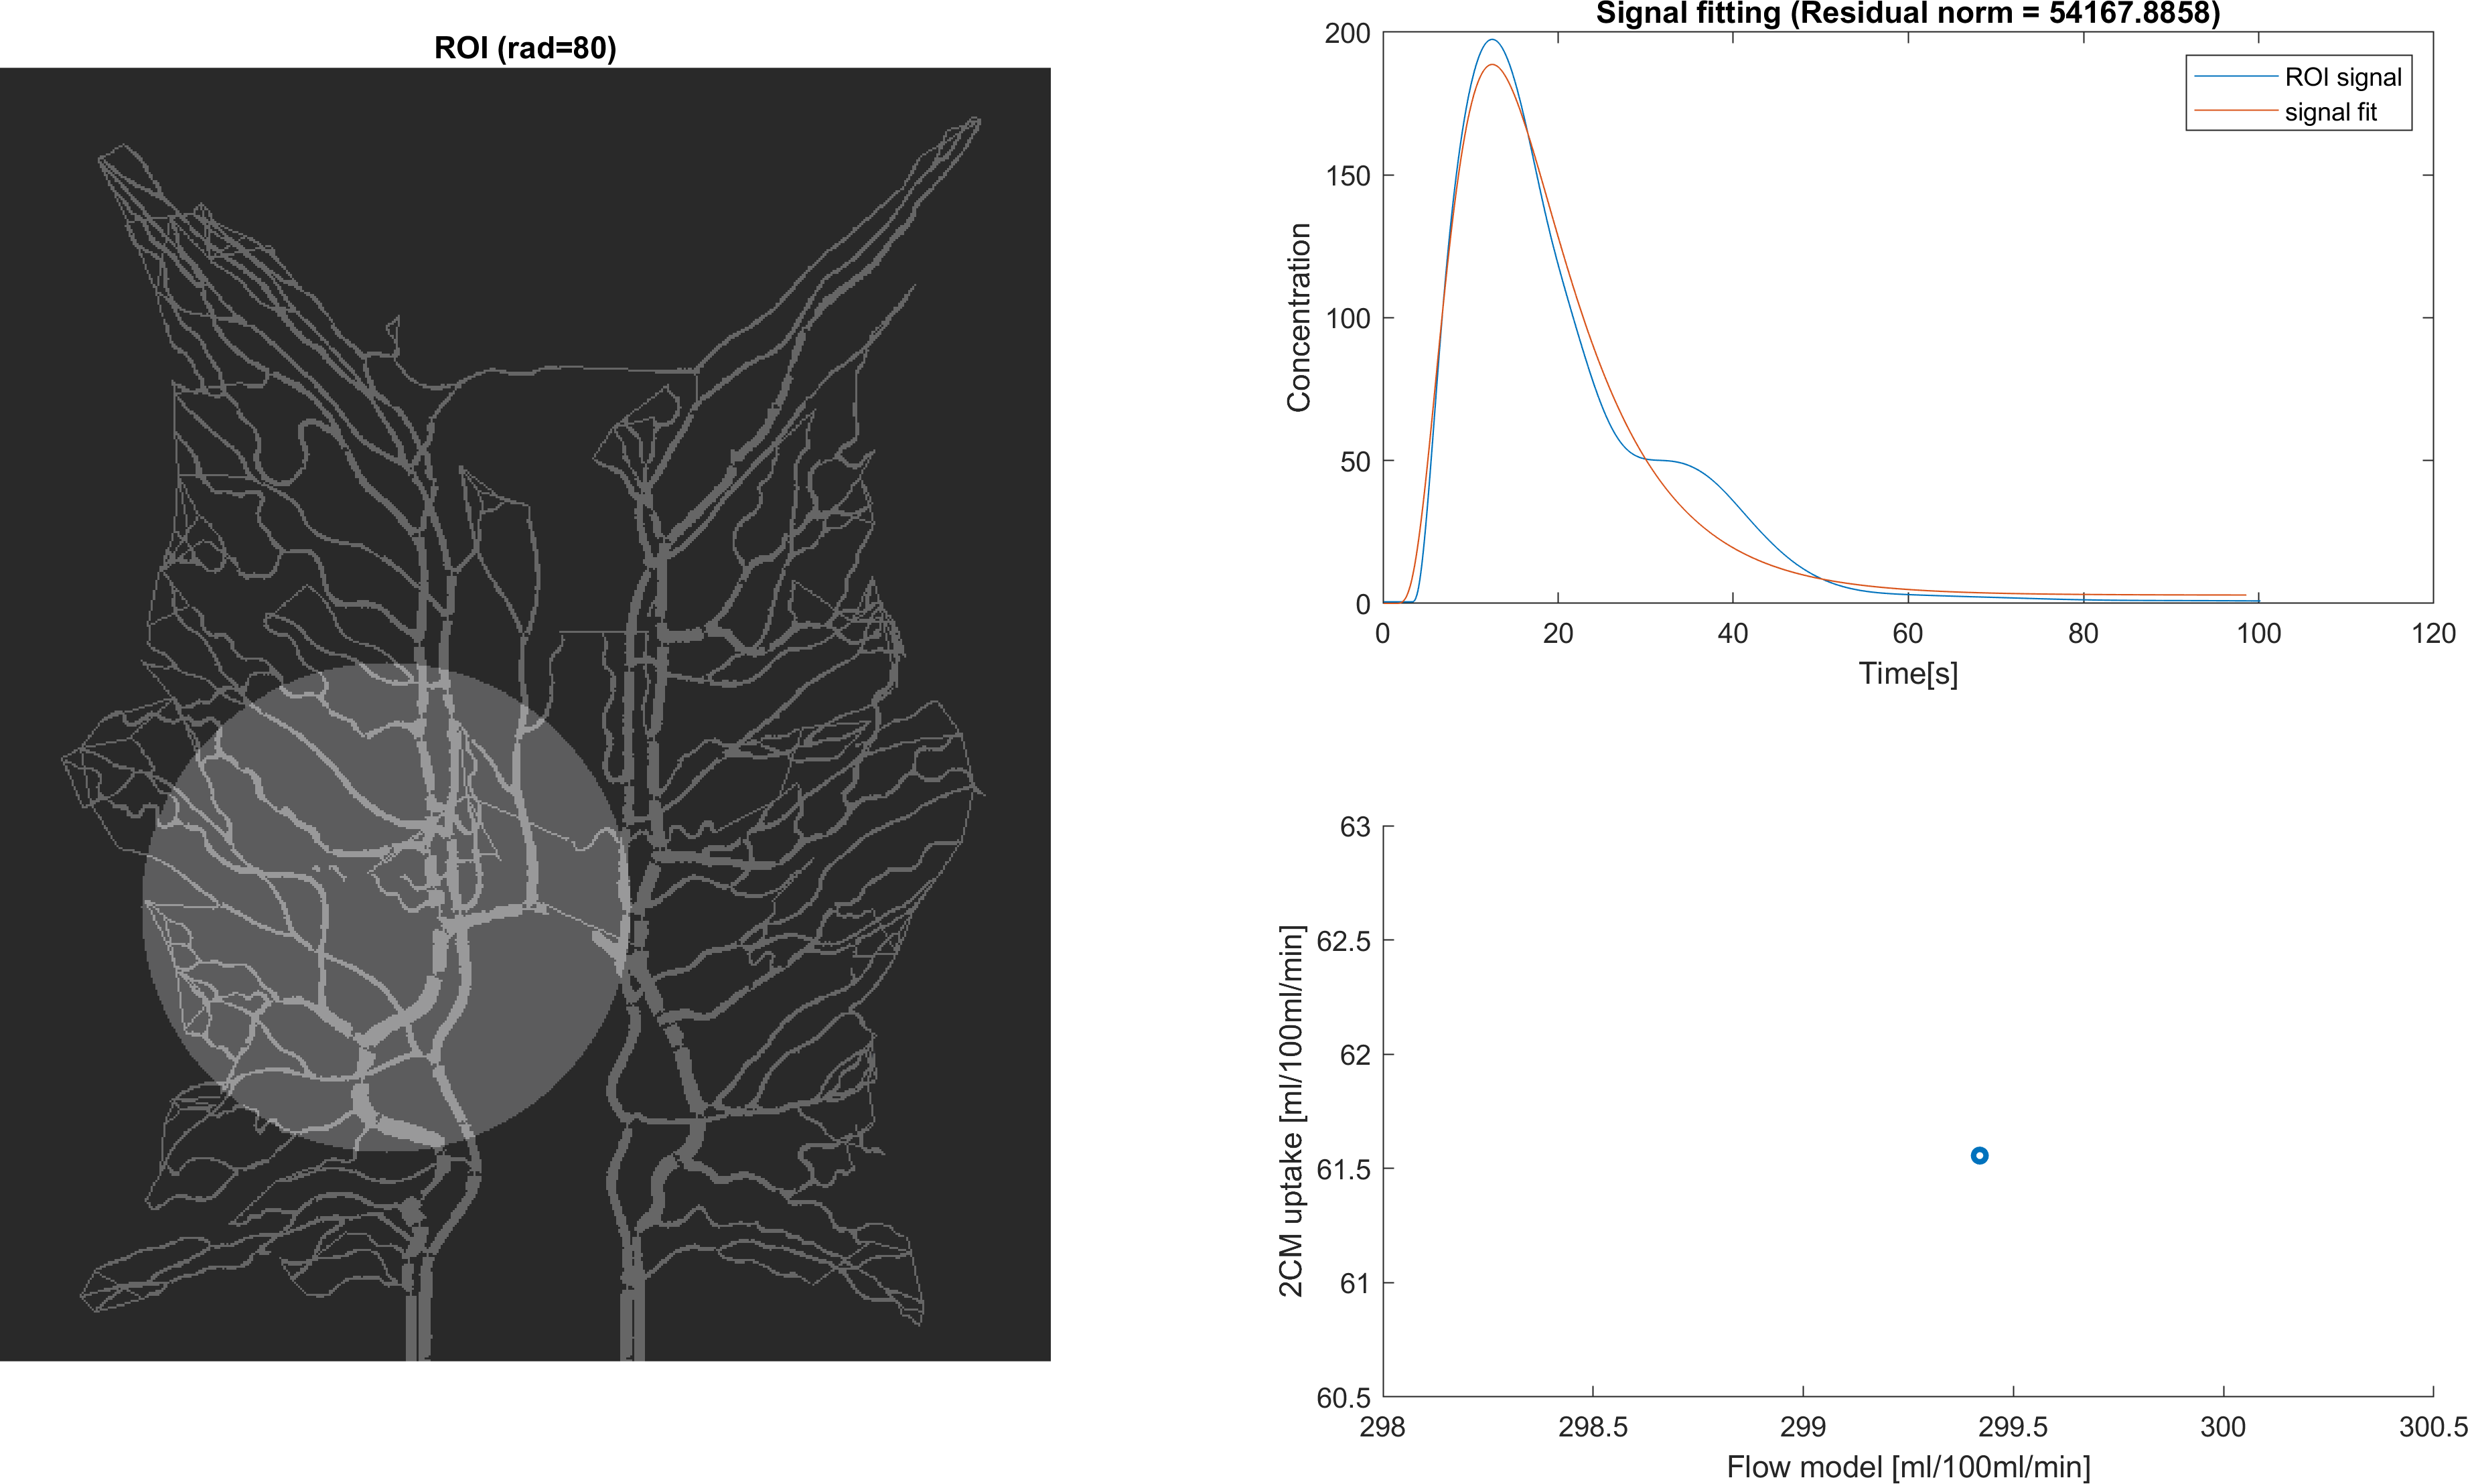 ROI (rad=80)
Signal fitting (Residual norm = 54167.8858)
200
150
100
50
0
Concentration
ROI signal
signal fit
0 20 40 60 80 100 120
Time[s]
63
62.5
62
61.5
61
60.5
2CM uptake [ml/100ml/min]
298 298.5 299 299.5 300 300.5
Flow model [ml/100ml/min]